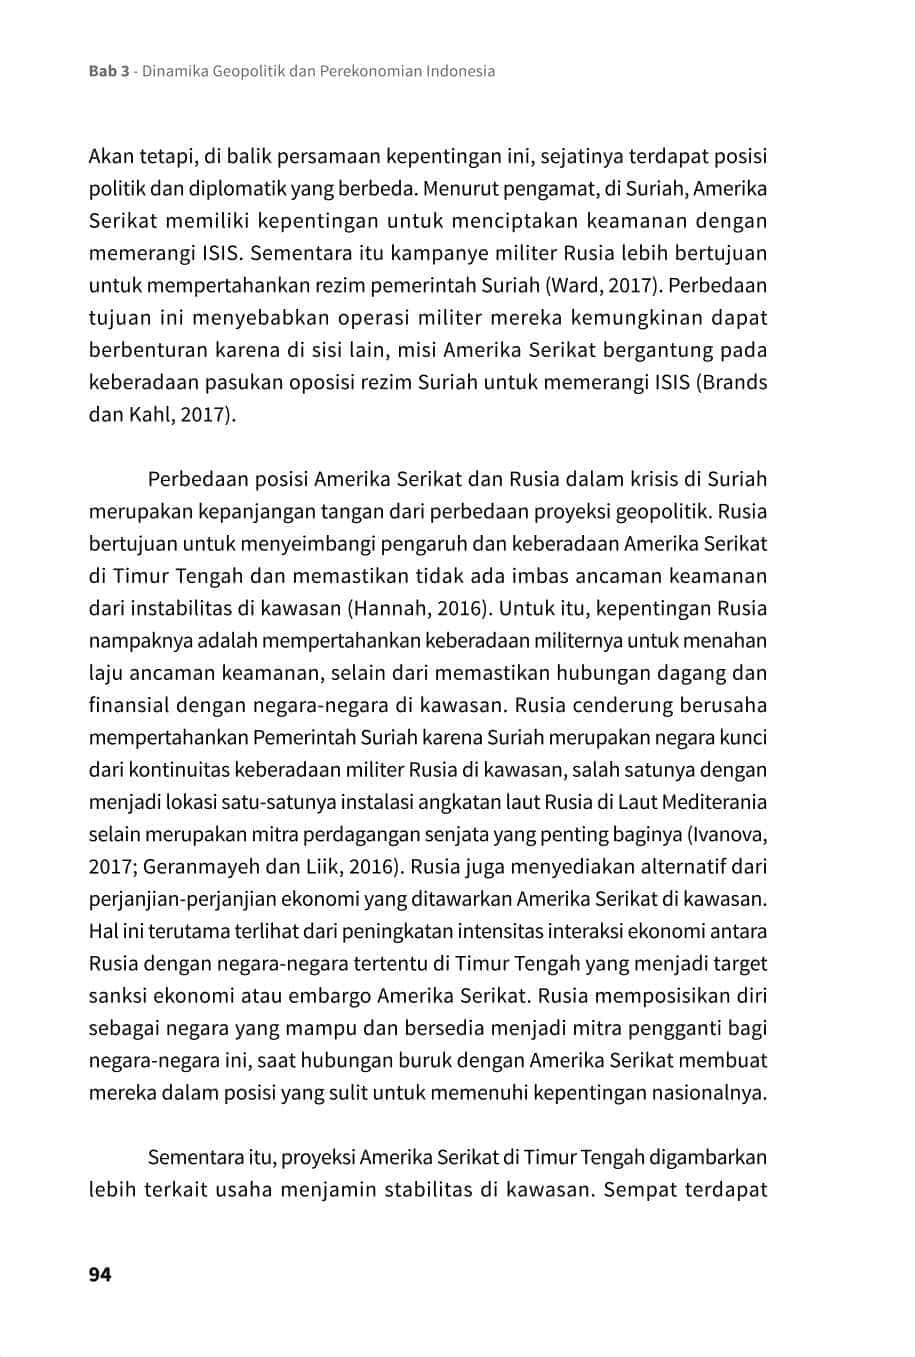 Bab 3 - Dinamika Geopolitik dan Perekonomian Indonesia
Akan tetapi, di balik persamaan kepentingan ini, sejatinya terdapat posisi
politik dan diplomatik yang berbeda. Menurut pengamat, di Suriah, Amerika
Serikat memiliki kepentingan untuk menciptakan keamanan dengan
memerangi ISIS. Sementara itu kampanye militer Rusia lebih bertujuan
untuk mempertahankan rezim pemerintah Suriah (Ward, 2017). Perbedaan
tujuan ini menyebabkan operasi militer mereka kemungkinan dapat
berbenturan karena di sisi lain, misi Amerika Serikat bergantung pada
keberadaan pasukan oposisi rezim Suriah untuk memerangi ISIS (Brands
dan Kahl, 2017).
Perbedaan posisi Amerika Serikat dan Rusia dalam krisis di Suriah
merupakan kepanjangan tangan dari perbedaan proyeksi geopolitik. Rusia
bertujuan untuk menyeimbangi pengaruh dan keberadaan Amerika Serikat
di Timur Tengah dan memastikan tidak ada imbas ancaman keamanan
dari instabilitas di kawasan (Hannah, 2016). Untuk itu, kepentingan Rusia
nampaknya adalah mempertahankan keberadaan militernya untuk menahan
laju ancaman keamanan, selain dari memastikan hubungan dagang dan
finansial dengan negara-negara di kawasan. Rusia cenderung berusaha
mempertahankan Pemerintah Suriah karena Suriah merupakan negara kunci
dari kontinuitas keberadaan militer Rusia di kawasan, salah satunya dengan
menjadi lokasi satu-satunya instalasi angkatan laut Rusia di Laut Mediterania
selain merupakan mitra perdagangan senjata yang penting baginya (Ivanova,
2017; Geranmayeh dan Liik, 2016). Rusia juga menyediakan alternatif dari
perjanjian-perjanjian ekonomi yang ditawarkan Amerika Serikat di kawasan.
Hal ini terutama terlihat dari peningkatan intensitas interaksi ekonomi antara
Rusia dengan negara-negara tertentu di Timur Tengah yang menjadi target
sanksi ekonomi atau embargo Amerika Serikat. Rusia memposisikan diri
sebagai negara yang mampu dan bersedia menjadi mitra pengganti bagi
negara-negara ini, saat hubungan buruk dengan Amerika Serikat membuat
mereka dalam posisi yang sulit untuk memenuhi kepentingan nasionalnya.
Sementara itu, proyeksi Amerika Serikat di Timur Tengah digambarkan
lebih terkait usaha menjamin stabilitas di kawasan. Sempat terdapat
94